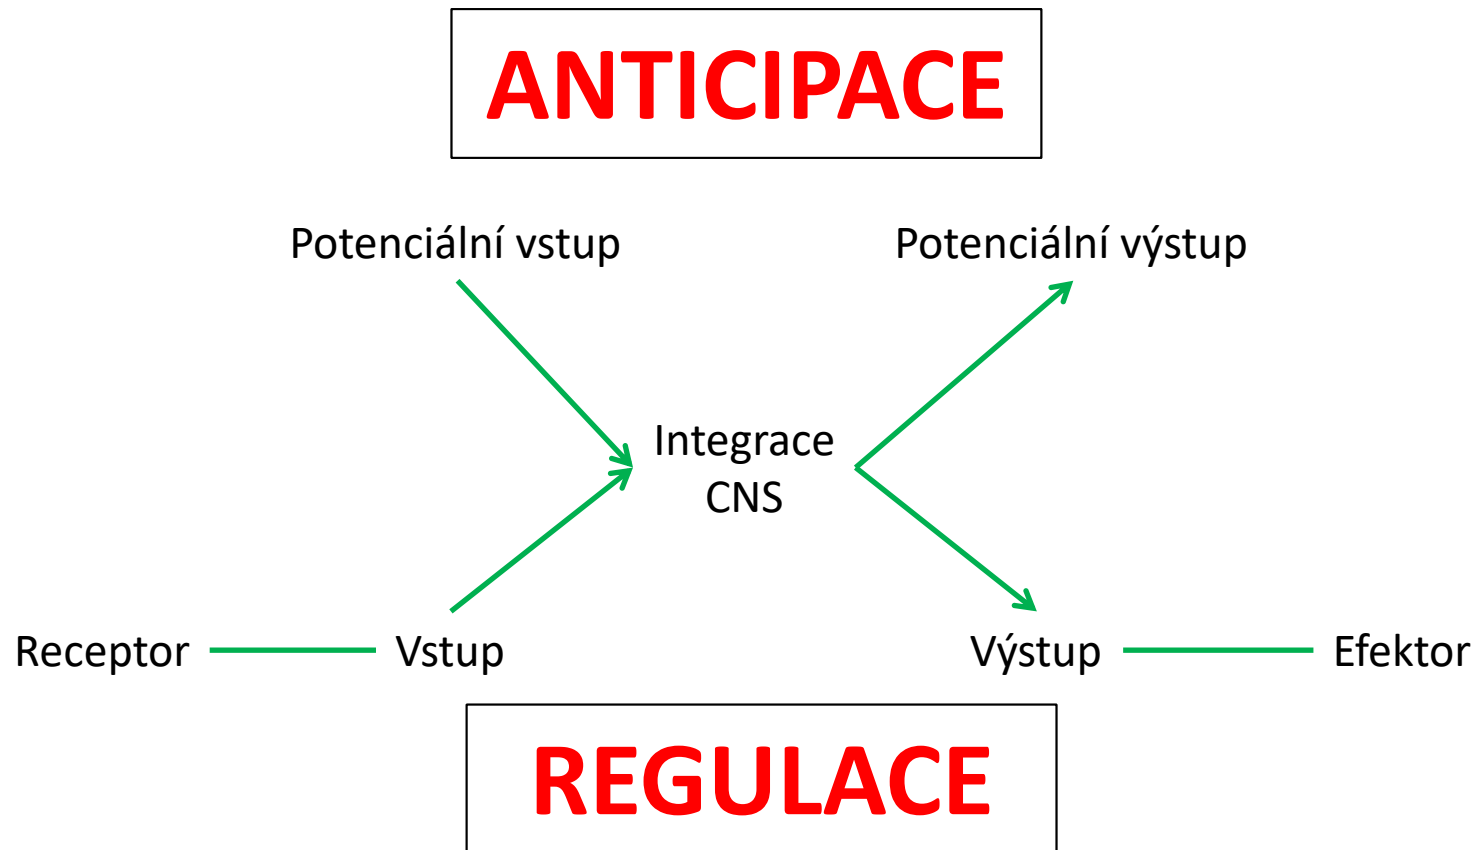 ANTICIPACE
Potenciální vstup
Potenciální výstup
Integrace
CNS
Receptor
Vstup
Výstup
Efektor
REGULACE